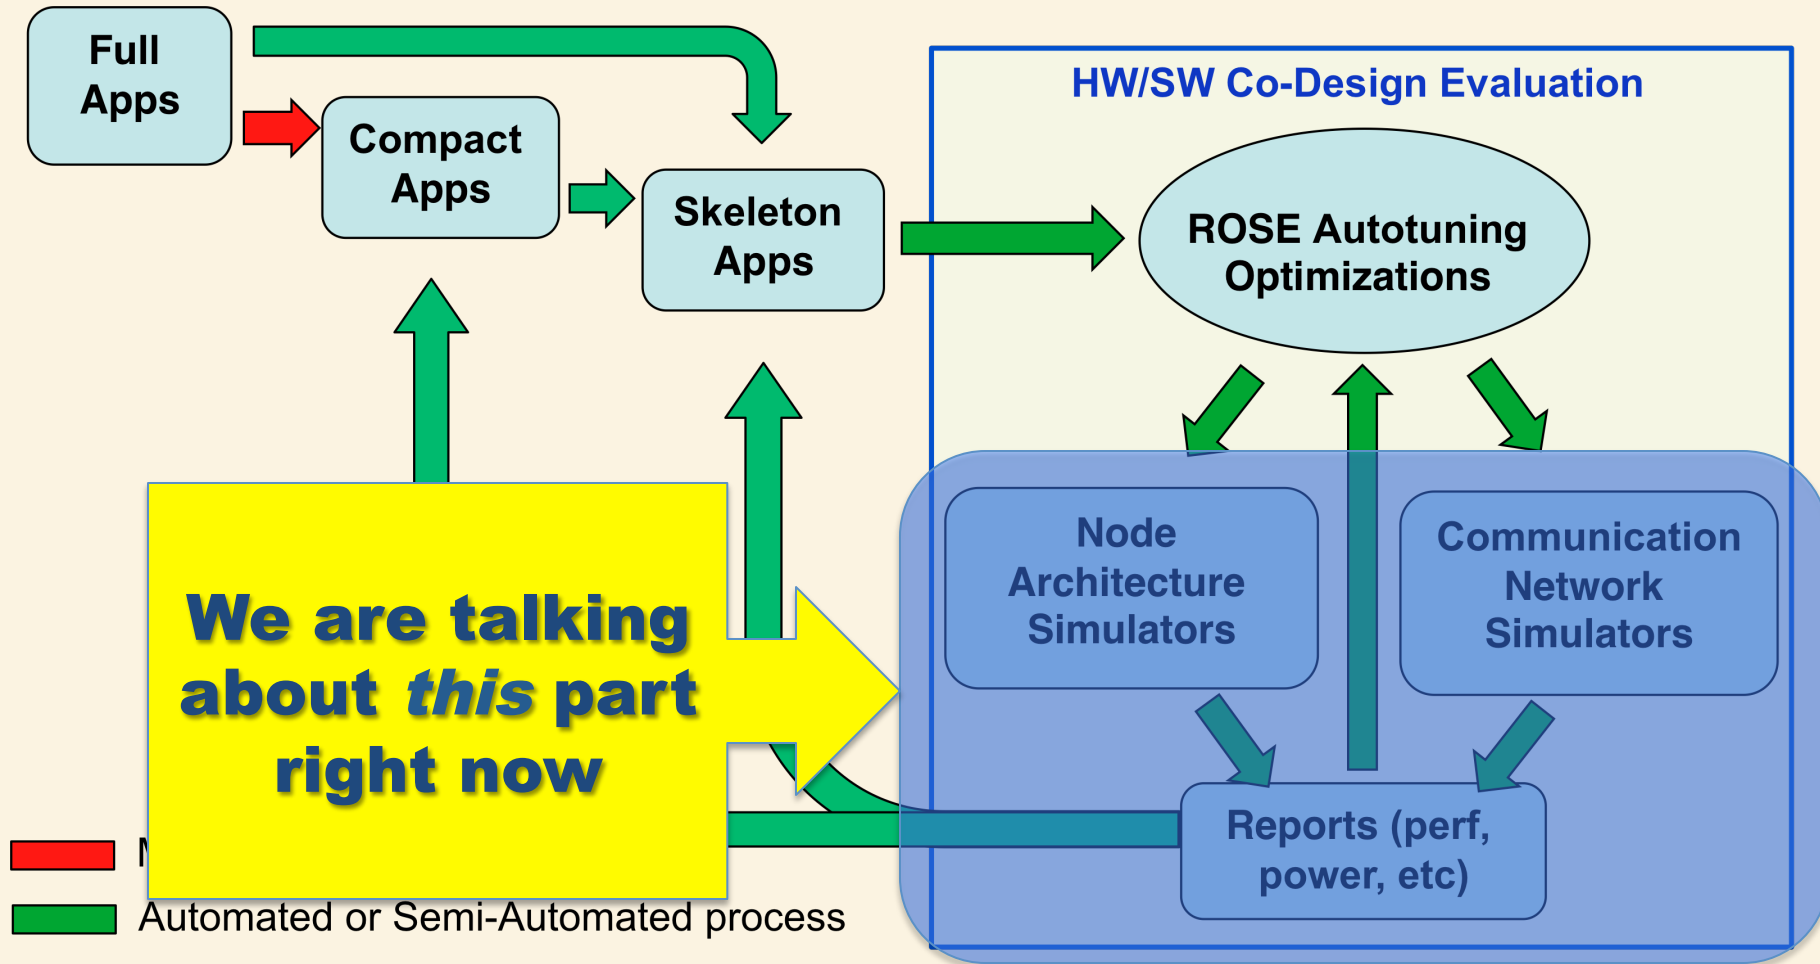 Full
Apps
Compact
Apps
Skeleton
Apps
HW/SW Co-Design Evaluation
ROSE Autotuning
Optimizations
Node
Architecture
Simulators
Communication
Network
Simulators
We are talking
about this part
right now
Reports (perf,
power, etc)
Automated or Semi-Automated process